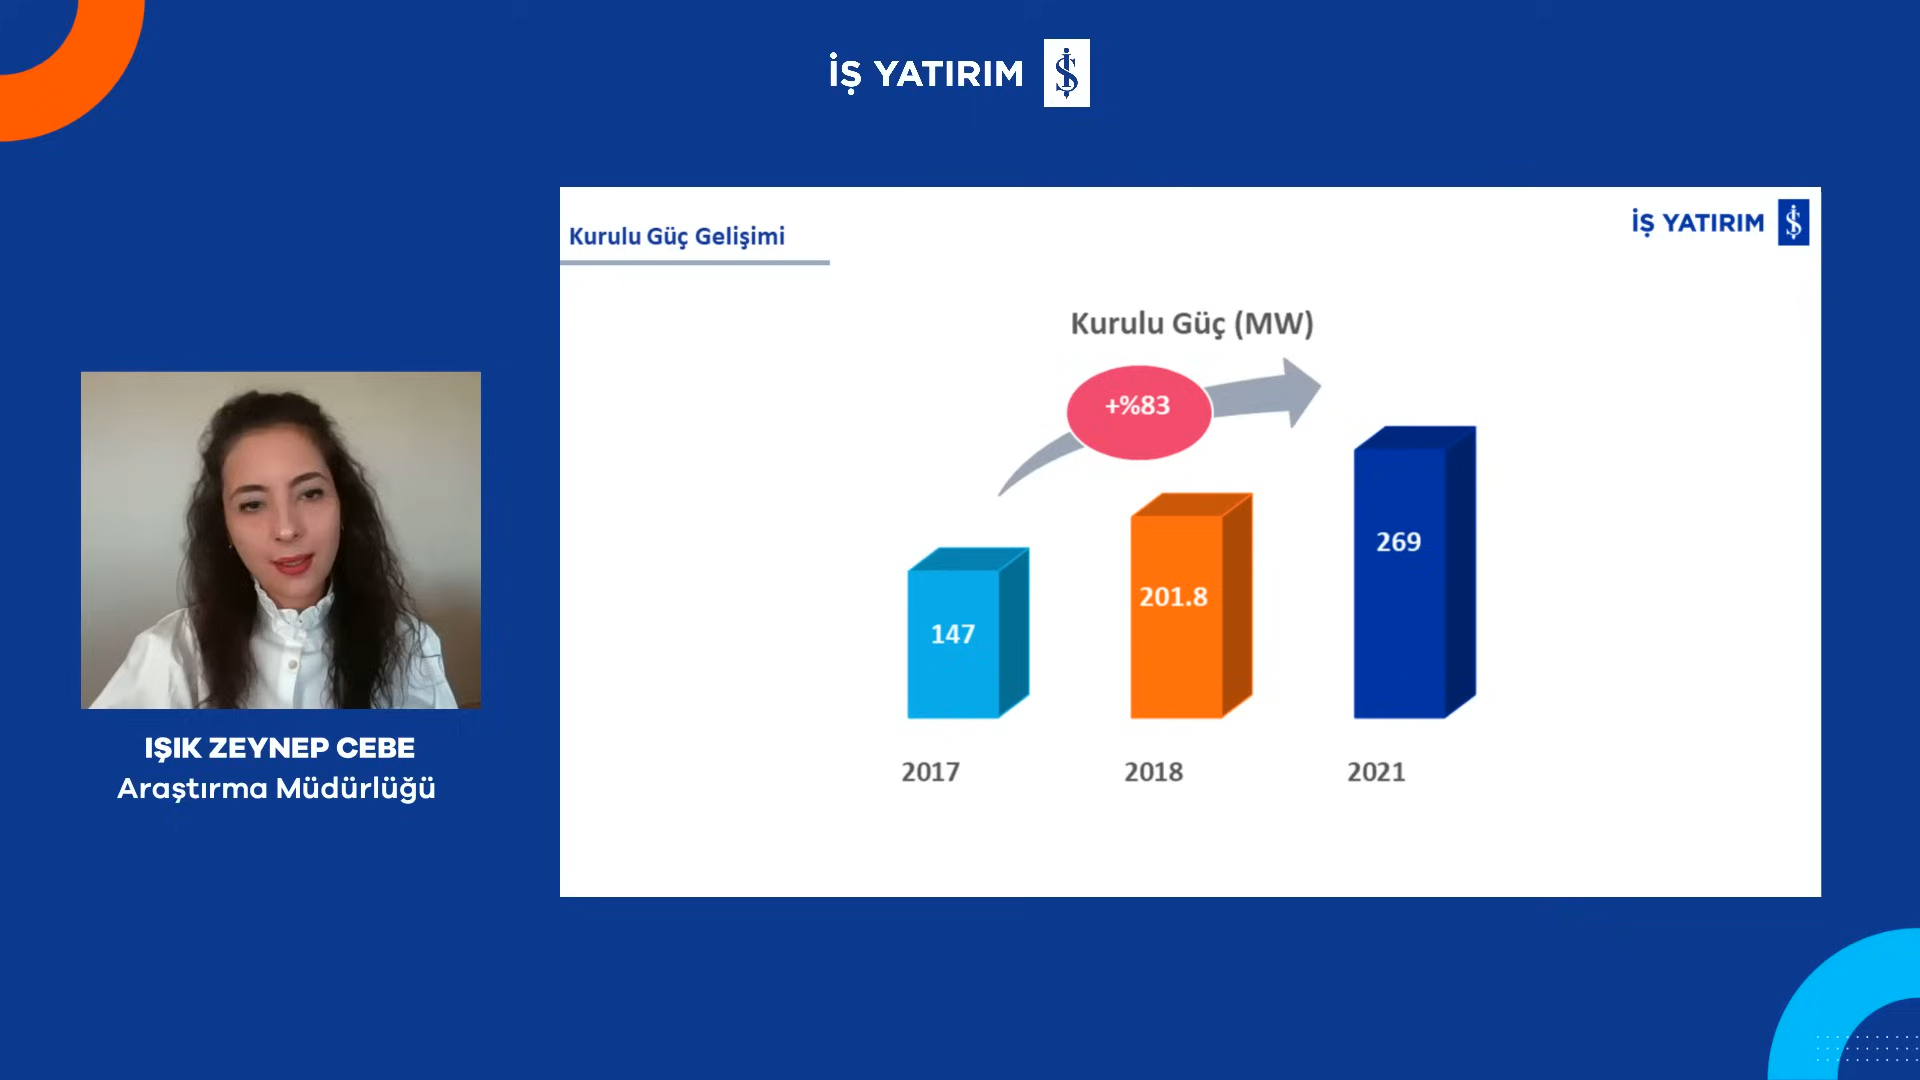 İŞ YATIRIM
Kurulu Güç Gelişimi
İŞ YATIRIM
Kurulu Güç (MW)
+%83
147
201.8
269
2017
2018
2021
IŞIK ZEYNEP CEBE
Araştırma Müdürlüğü